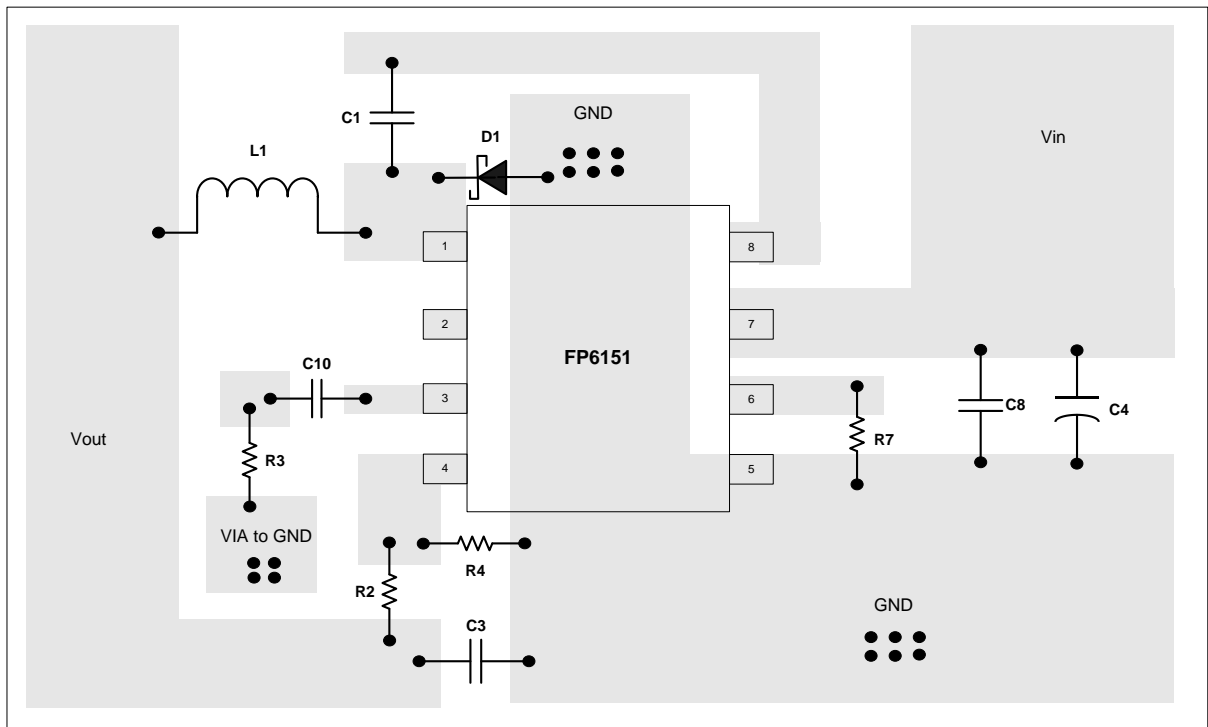 GND
C1
D1
Vin
L1
1
8
2
7
FP6151
C10
3
6
C8
C4
Vout
R3
R7
4
5
VIA to GND
R4
R2
GND
C3